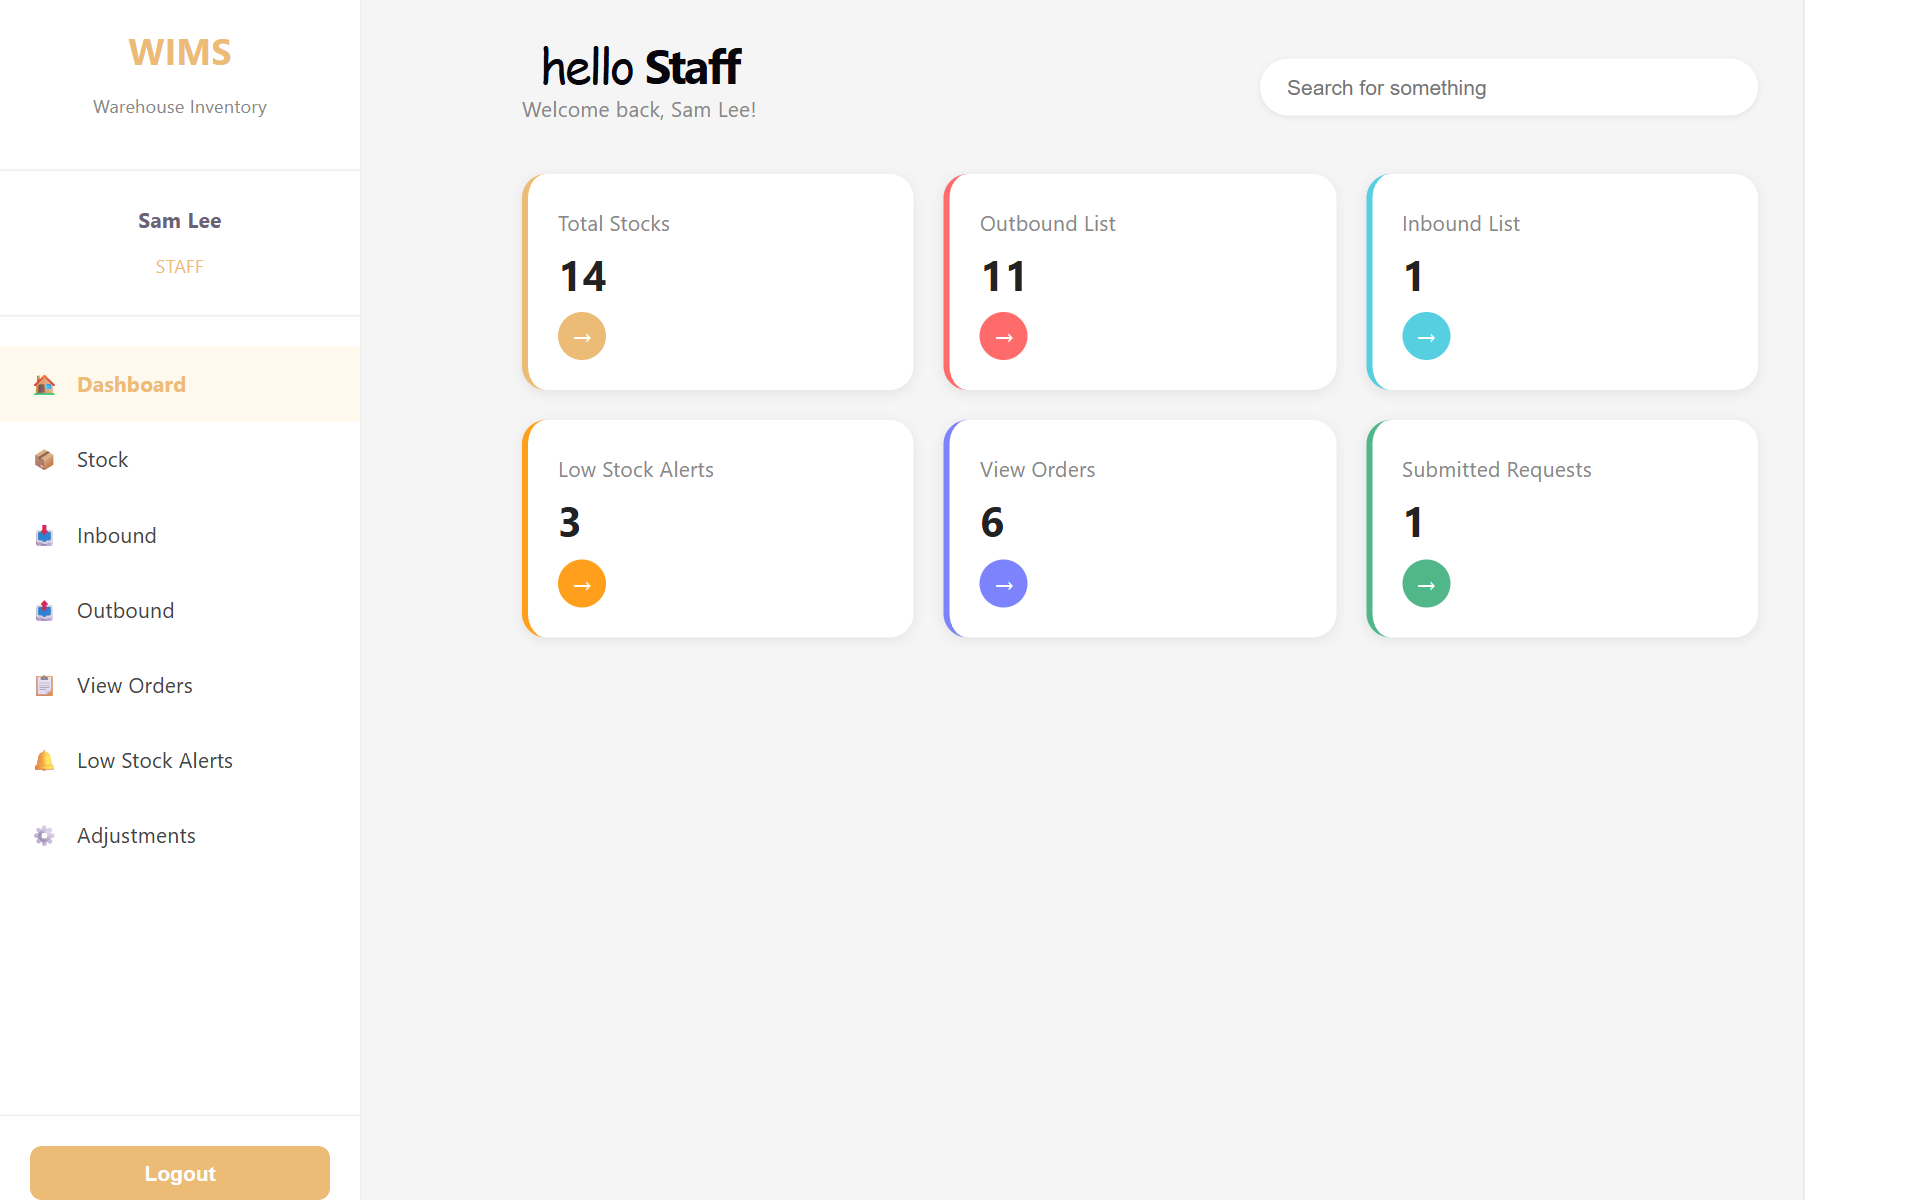 WIMS
Warehouse Inventory
Sam Lee
STAFF
Dashboard
Stock
Inbound
Outbound
View Orders
Low Stock Alerts
Adjustments
Logout
hello Staff
Welcome back, Sam Lee!
Search for something
Total Stocks
14
→
Outbound List
11
→
Inbound List
1
→
Low Stock Alerts
3
→
View Orders
6
→
Submitted Requests
1
→